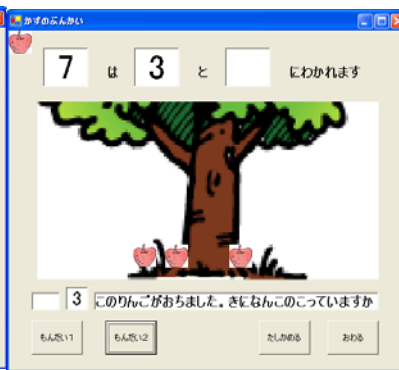 かずのぶんかい
7 は 3 と にわかれます
3 このりんごがおちました。きになんこのこっていますか
もんだい1 もんだい2 たしかめる おわる